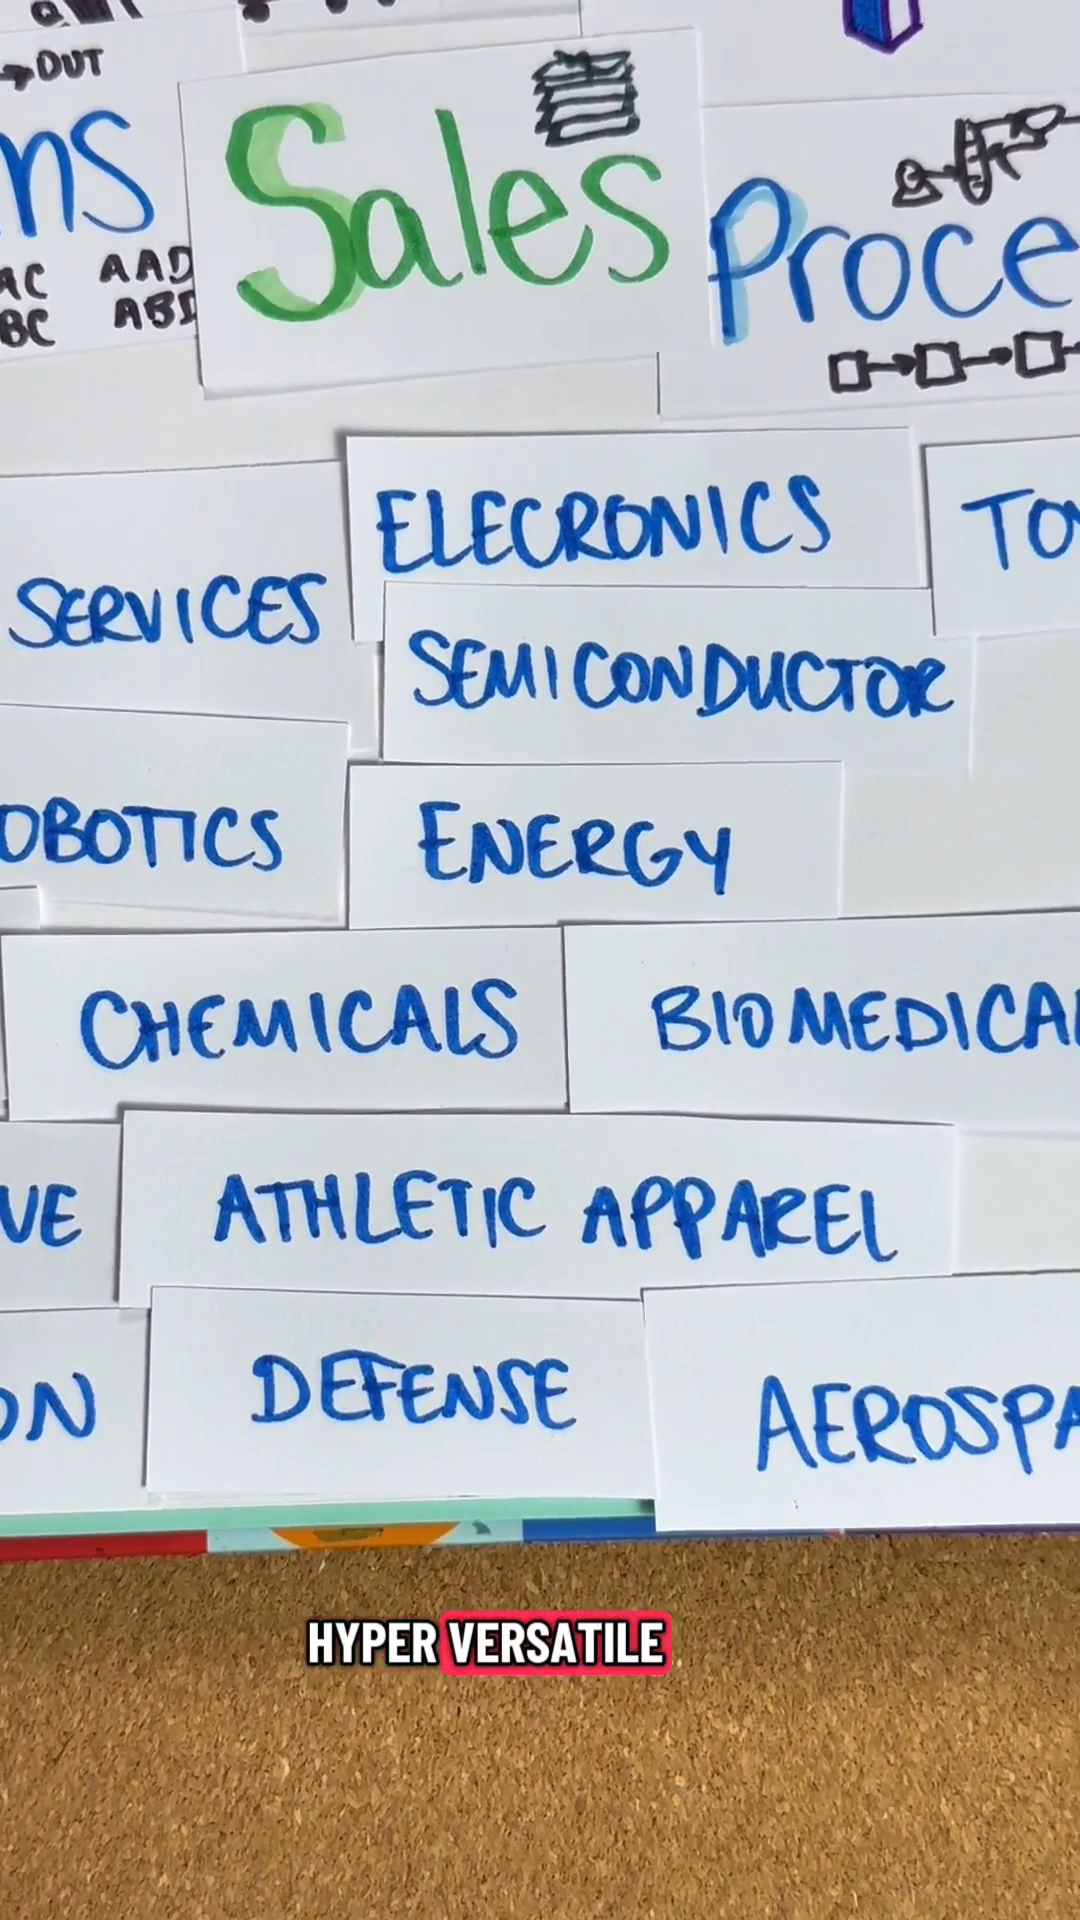 OUT
ns
Sales
Proce
AC AAD
BC ABD
ELECRONICS
TO
SERVICES
SEMICONDUCTOR
OBOTICS
ENERGY
CHEMICALS
BIOMEDICAL
VE
ATHLETIC APPAREL
ON
DEFENSE
AEROSPA
HYPER VERSATILE